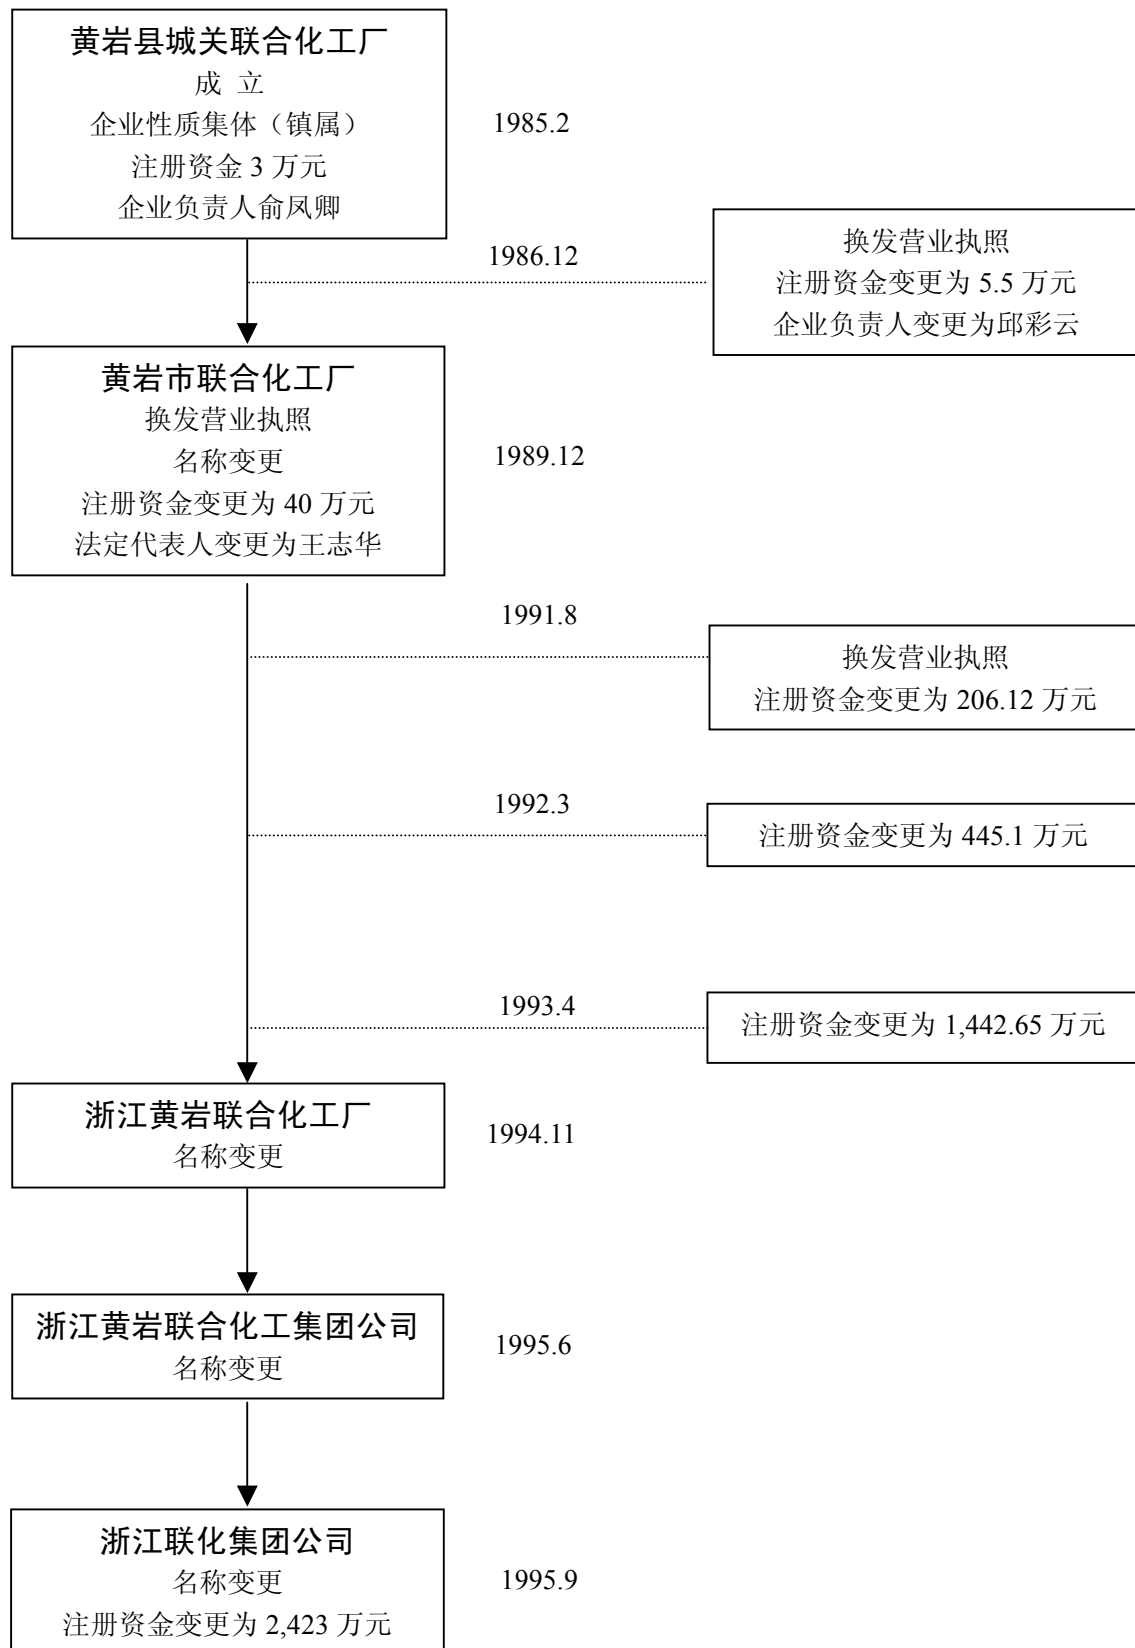 黄岩县城关联合化工厂
成 立
企业性质集体（镇属）
注册资金 3 万元
企业负责人俞凤卿
1985.2
1986.12
换发营业执照
注册资金变更为 5.5 万元
企业负责人变更为邱彩云
黄岩市联合化工厂
换发营业执照
名称变更
注册资金变更为 40 万元
法定代表人变更为王志华
1989.12
1991.8
换发营业执照
注册资金变更为 206.12 万元
1992.3
注册资金变更为 445.1 万元
1993.4
注册资金变更为 1,442.65 万元
浙江黄岩联合化工厂
名称变更
1994.11
浙江黄岩联合化工集团公司
名称变更
1995.6
浙江联化集团公司
名称变更
注册资金变更为 2,423 万元
1995.9